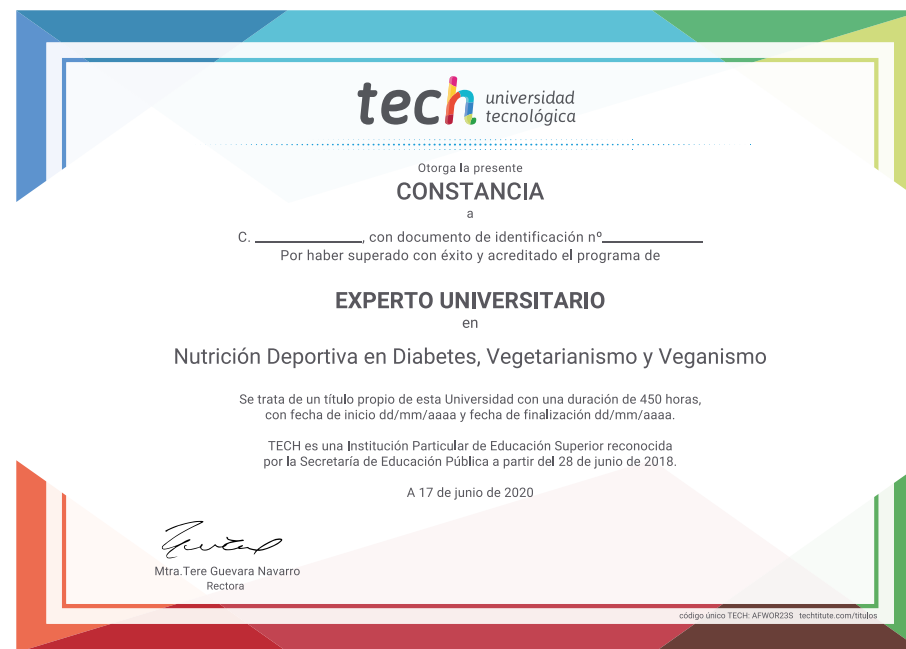 tech universidad
tecnológica
Otorga la presente
CONSTANCIA
a
C. ____________, con documento de identificación nº____________
Por haber superado con éxito y acreditado el programa de
EXPERTO UNIVERSITARIO
en
Nutrición Deportiva en Diabetes, Vegetarianismo y Veganismo
Se trata de un título propio de esta Universidad con una duración de 450 horas,
con fecha de inicio dd/mm/aaaa y fecha de finalización dd/mm/aaaa.
TECH es una Institución Particular de Educación Superior reconocida
por la Secretaría de Educación Pública a partir del 28 de junio de 2018.
A 17 de junio de 2020
Mtra.Tere Guevara Navarro
Rectora
código único TECH: AFWOR23S techtitute.com/titulos